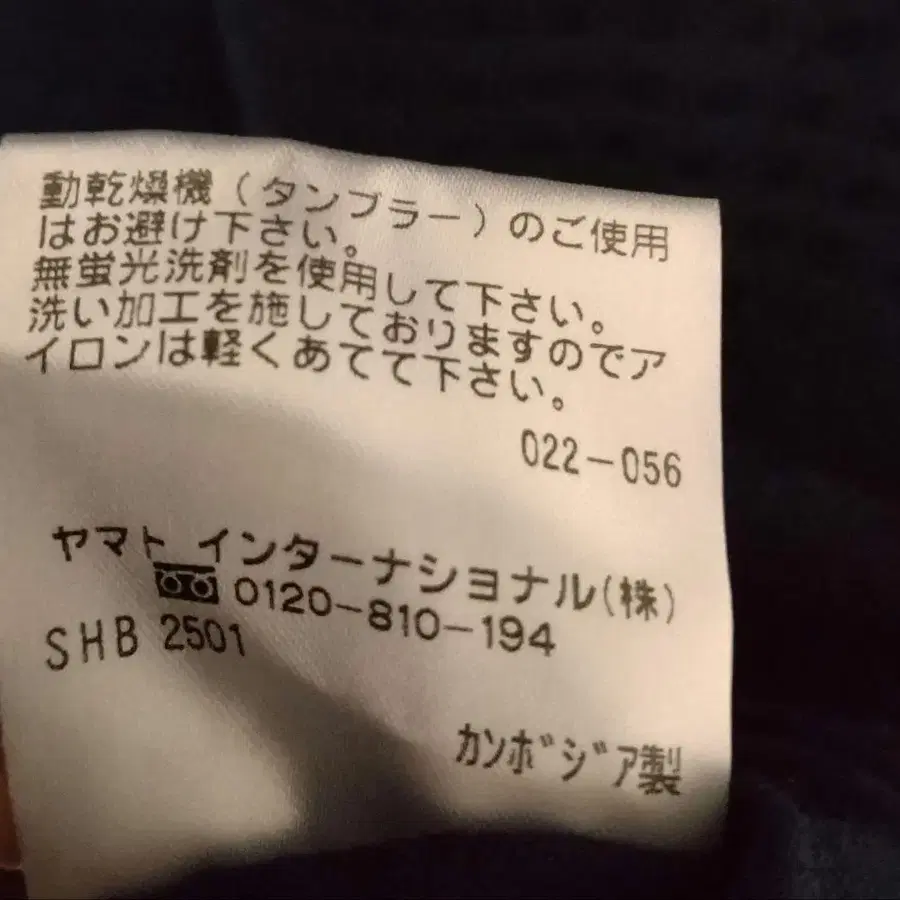 動乾燥機(タンブラー)のご使用
はお避け下さい。
無蛍光洗剤を使用して下さい。
洗い加工を施しておりますのでア
イロンは軽くあてて下さい。
022-056
ヤマト インターナショナル(株)
0120-810-194
SHB 2501
カンボジア製